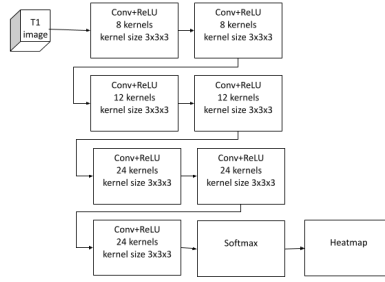 T1
image
Conv+ReLU
8 kernels
kernel size 3x3x3
Conv+ReLU
8 kernels
kernel size 3x3x3
Conv+ReLU
12 kernels
kernel size 3x3x3
Conv+ReLU
12 kernels
kernel size 3x3x3
Conv+ReLU
24 kernels
kernel size 3x3x3
Conv+ReLU
24 kernels
kernel size 3x3x3
Conv+ReLU
24 kernels
kernel size 3x3x3
Softmax
Heatmap